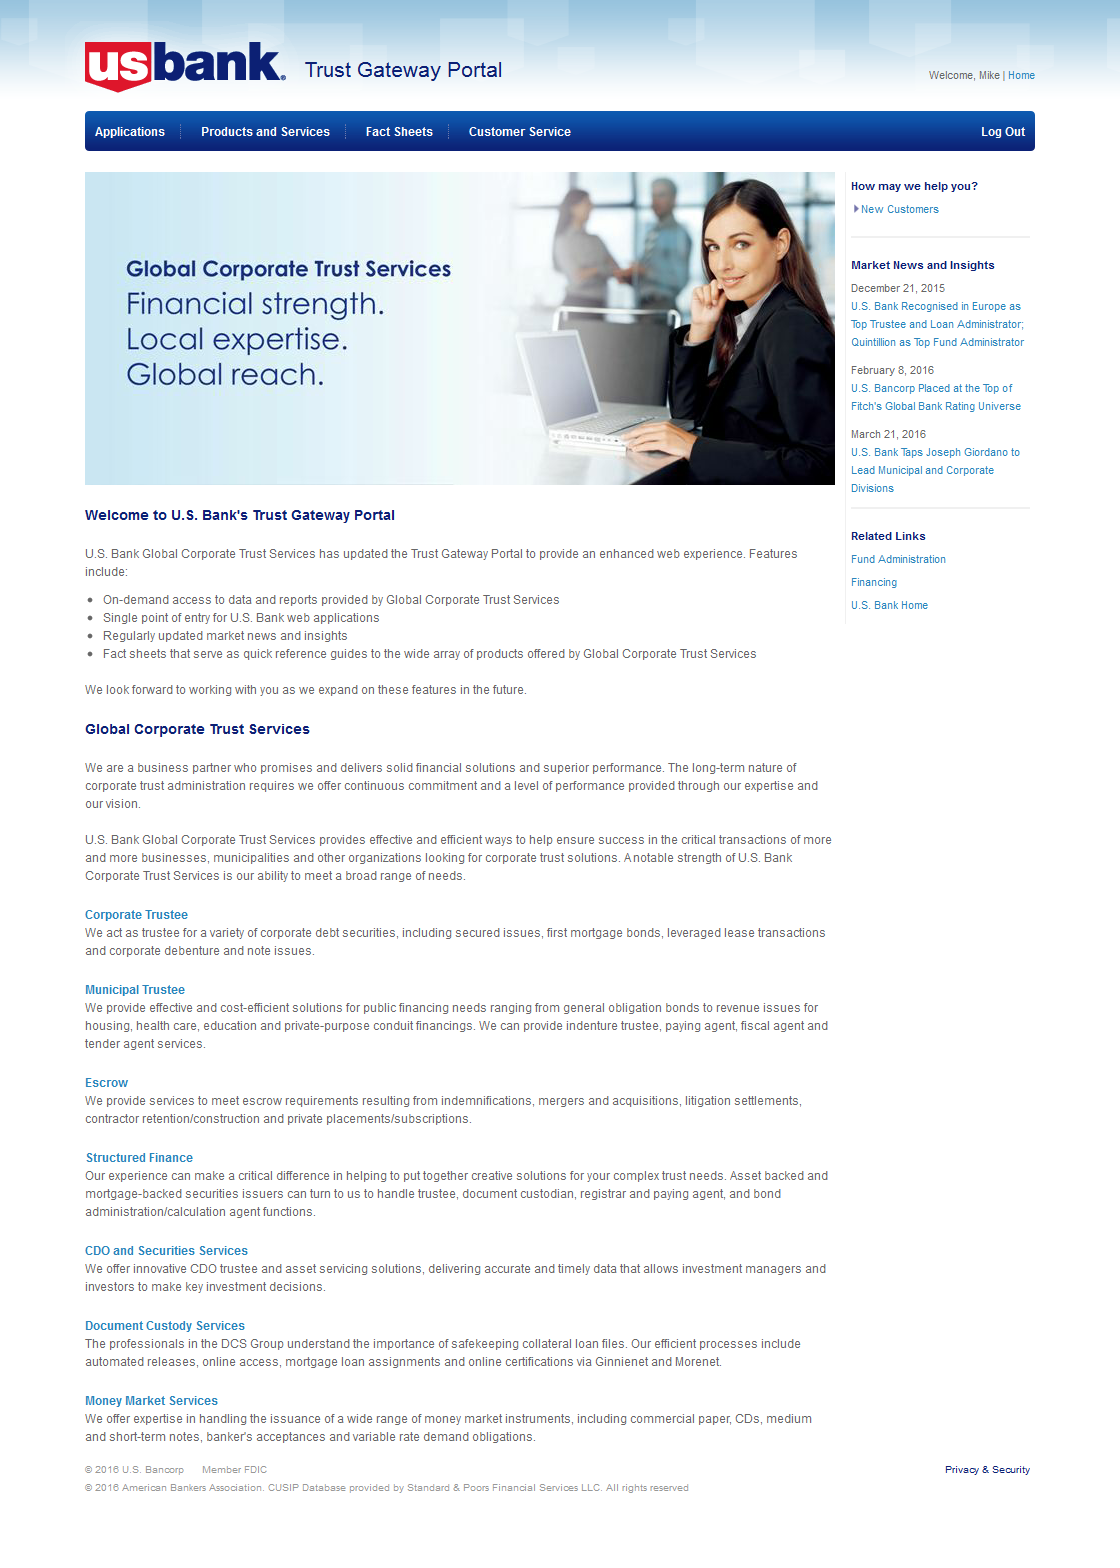 usbank. Trust Gateway Portal
Welcome, Mike | Home
Applications Products and Services Fact Sheets Customer Service Log Out
Global Corporate Trust Services
Financial strength.
Local expertise.
Global reach.
How may we help you?
New Customers
Market News and Insights
December 21, 2015
U.S. Bank Recognised in Europe as
Top Trustee and Loan Administrator;
Quintillion as Top Fund Administrator
February 8, 2016
U.S. Bancorp Placed at the Top of
Fitch's Global Bank Rating Universe
March 21, 2016
U.S. Bank Taps Joseph Giordano to
Lead Municipal and Corporate
Divisions
Related Links
Fund Administration
Financing
U.S. Bank Home
Welcome to U.S. Bank's Trust Gateway Portal
U.S. Bank Global Corporate Trust Services has updated the Trust Gateway Portal to provide an enhanced web experience. Features
include:
• On-demand access to data and reports provided by Global Corporate Trust Services
• Single point of entry for U.S. Bank web applications
• Regularly updated market news and insights
• Fact sheets that serve as quick reference guides to the wide array of products offered by Global Corporate Trust Services
We look forward to working with you as we expand on these features in the future.
Global Corporate Trust Services
We are a business partner who promises and delivers solid financial solutions and superior performance. The long-term nature of
corporate trust administration requires we offer continuous commitment and a level of performance provided through our expertise and
our vision.
U.S. Bank Global Corporate Trust Services provides effective and efficient ways to help ensure success in the critical transactions of more
and more businesses, municipalities and other organizations looking for corporate trust solutions. A notable strength of U.S. Bank
Corporate Trust Services is our ability to meet a broad range of needs.
Corporate Trustee
We act as trustee for a variety of corporate debt securities, including secured issues, first mortgage bonds, leveraged lease transactions
and corporate debenture and note issues.
Municipal Trustee
We provide effective and cost-efficient solutions for public financing needs ranging from general obligation bonds to revenue issues for
housing, health care, education and private-purpose conduit financings. We can provide indenture trustee, paying agent, fiscal agent and
tender agent services.
Escrow
We provide services to meet escrow requirements resulting from indemnifications, mergers and acquisitions, litigation settlements,
contractor retention/construction and private placements/subscriptions.
Structured Finance
Our experience can make a critical difference in helping to put together creative solutions for your complex trust needs. Asset backed and
mortgage-backed securities issuers can turn to us to handle trustee, document custodian, registrar and paying agent, and bond
administration/calculation agent functions.
CDO and Securities Services
We offer innovative CDO trustee and asset servicing solutions, delivering accurate and timely data that allows investment managers and
investors to make key investment decisions.
Document Custody Services
The professionals in the DCS Group understand the importance of safekeeping collateral loan files. Our efficient processes include
automated releases, online access, mortgage loan assignments and online certifications via Ginnienet and Morenet.
Money Market Services
We offer expertise in handling the issuance of a wide range of money market instruments, including commercial paper, CDs, medium
and short-term notes, banker's acceptances and variable rate demand obligations.
© 2016 U.S. Bancorp Member FDIC Privacy & Security
© 2016 American Bankers Association. CUSIP Database provided by Standard & Poors Financial Services LLC. All rights reserved